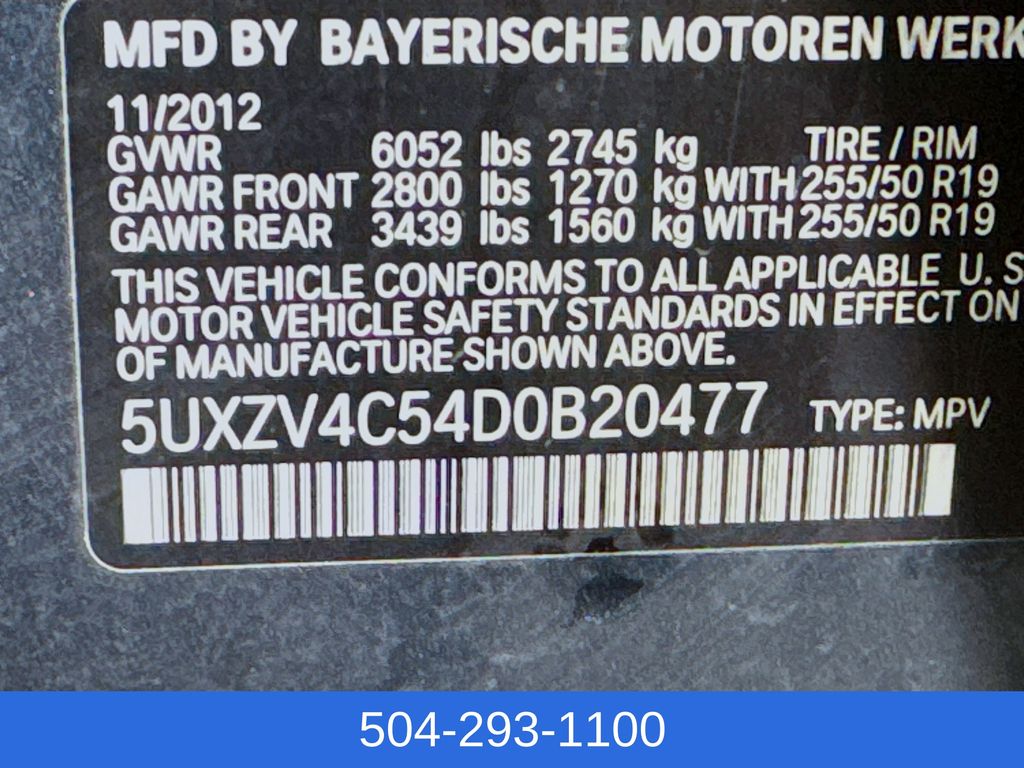 MFD BY BAYERISCHE MOTOREN WERK
11/2012
GVWR 6052 lbs 2745 kg TIRE / RIM
GAWR FRONT 2800 lbs 1270 kg WITH 255/50 R19
GAWR REAR 3439 lbs 1560 kg WITH 255/50 R19
THIS VEHICLE CONFORMS TO ALL APPLICABLE U. S
MOTOR VEHICLE SAFETY STANDARDS IN EFFECT ON
OF MANUFACTURE SHOWN ABOVE.
5UXZV4C54D0B20477 TYPE: MPV
504-293-1100